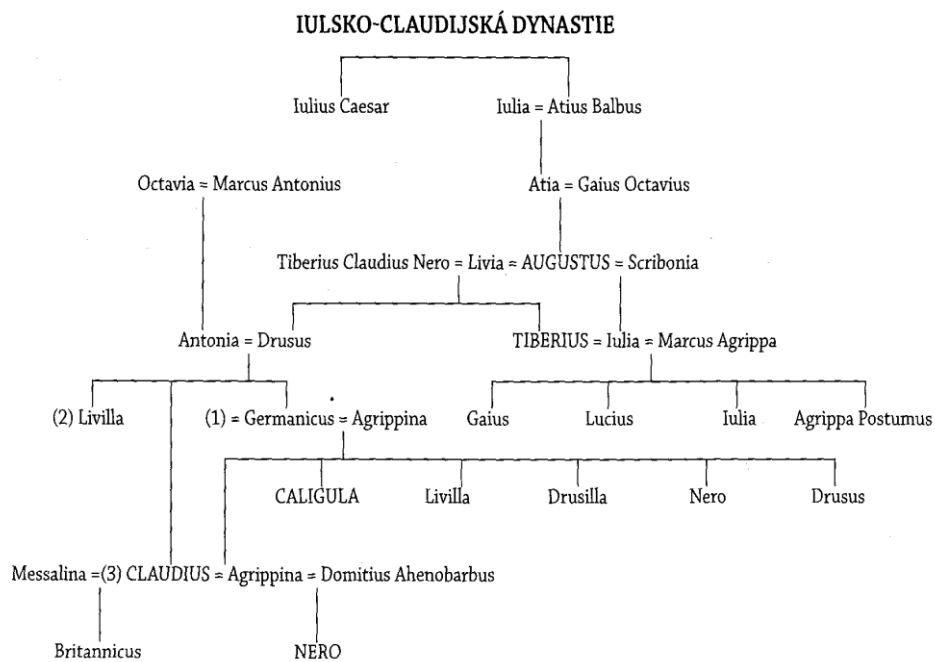 IULSKO-CLAUDIJSKÁ DYNASTIE
Iulius Caesar Iulia = Atius Balbus
Octavia = Marcus Antonius Atia = Gaius Octavius
Tiberius Claudius Nero = Livia = AUGUSTUS = Scribonia
Antonia = Drusus TIBERIUS = Iulia = Marcus Agrippa
(2) Livilla (1) = Germanicus = Agrippina Gaius Lucius Iulia Agrippa Postumus
CALIGULA Livilla Drusilla Nero Drusus
Messalina =(3) CLAUDIUS = Agrippina = Domitius Ahenobarbus
Britannicus NERO